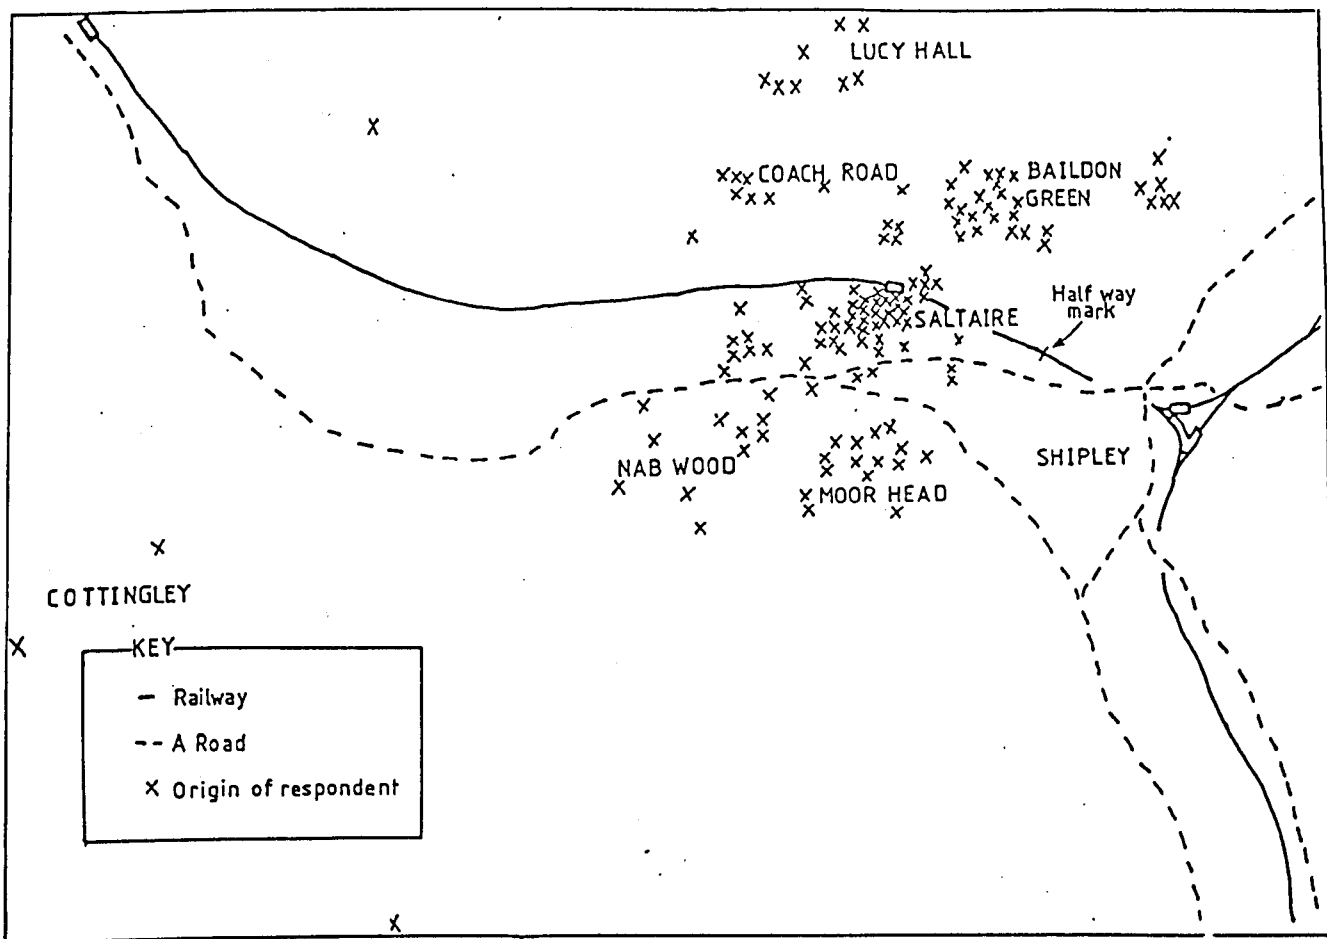 LUCY HALL
COACH ROAD
BAILDON
GREEN
Half way
mark
SALTAIRE
NAB WOOD
MOOR HEAD
SHIPLEY
COTTINGLEY
KEY
Railway
A Road
X Origin of respondent